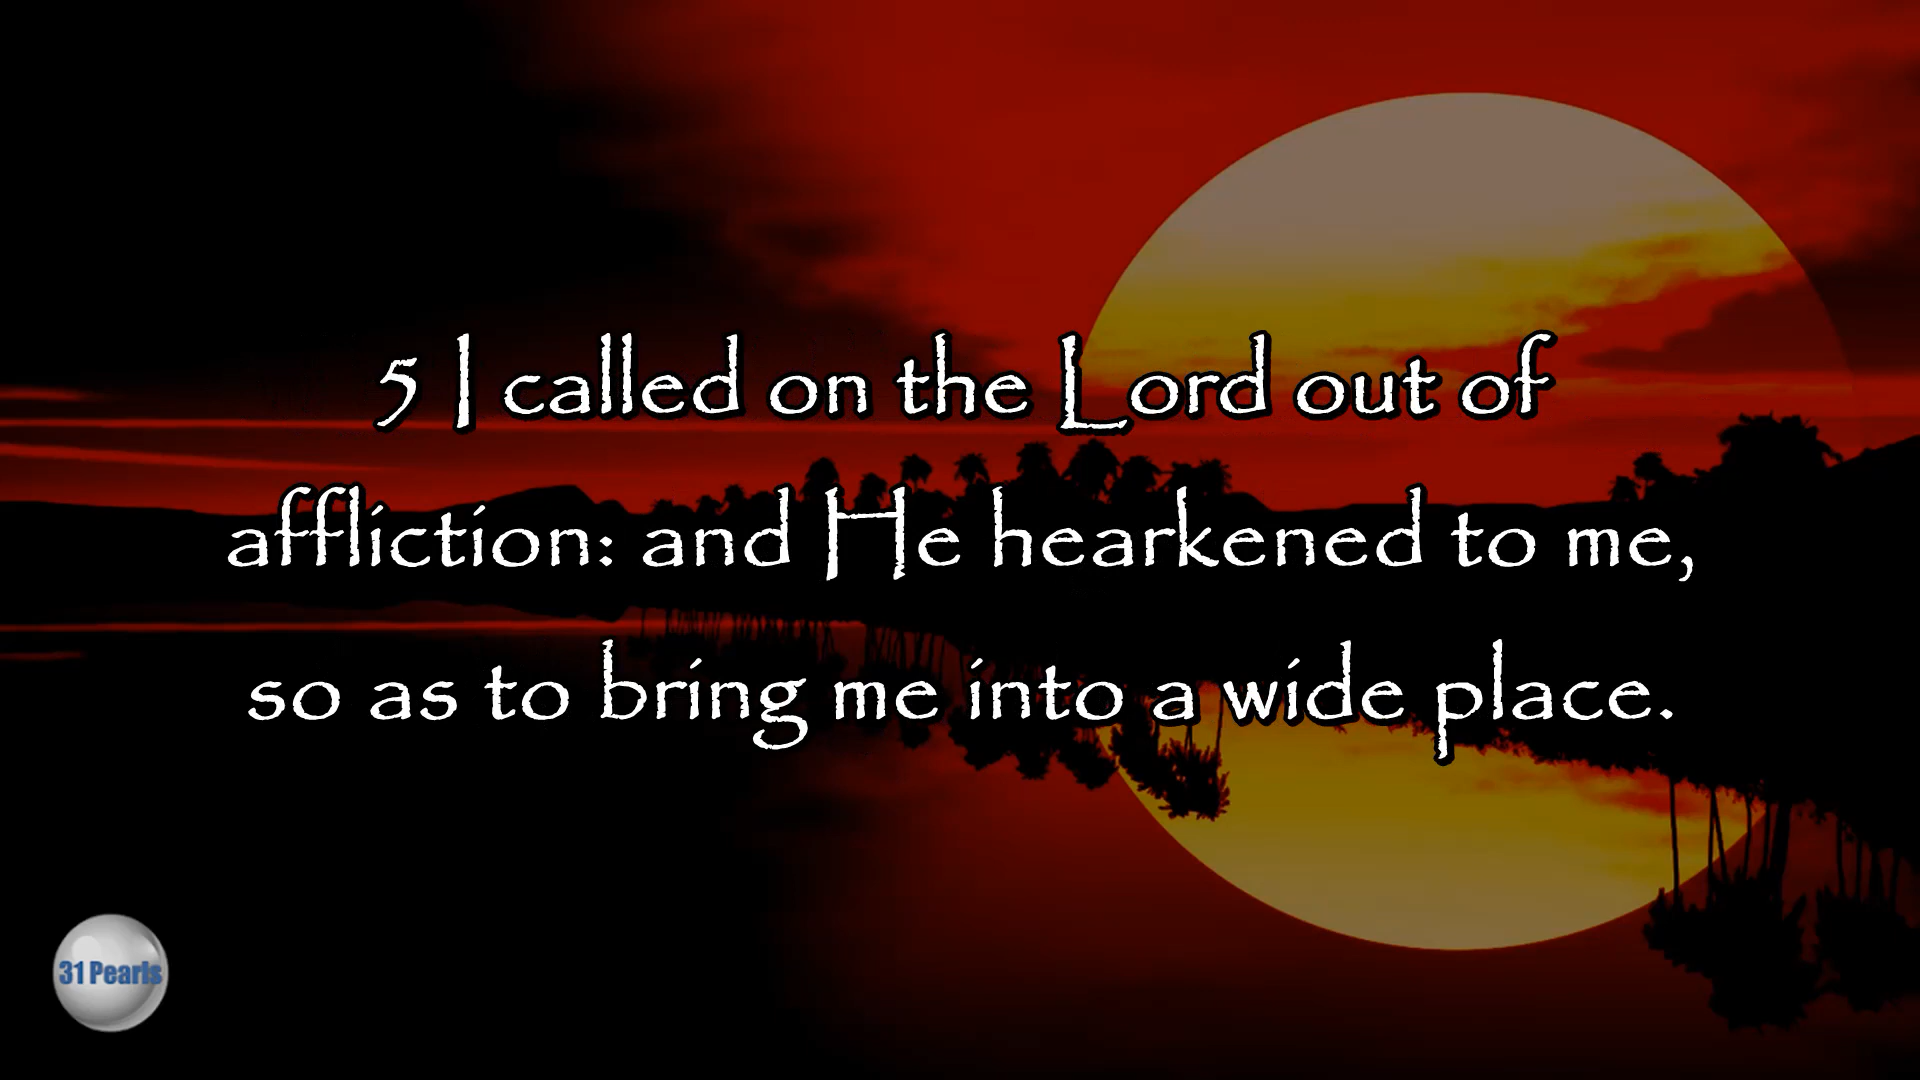 5 I called on the Lord out of
affliction: and He hearkened to me,
so as to bring me into a wide place.
31 Pearls